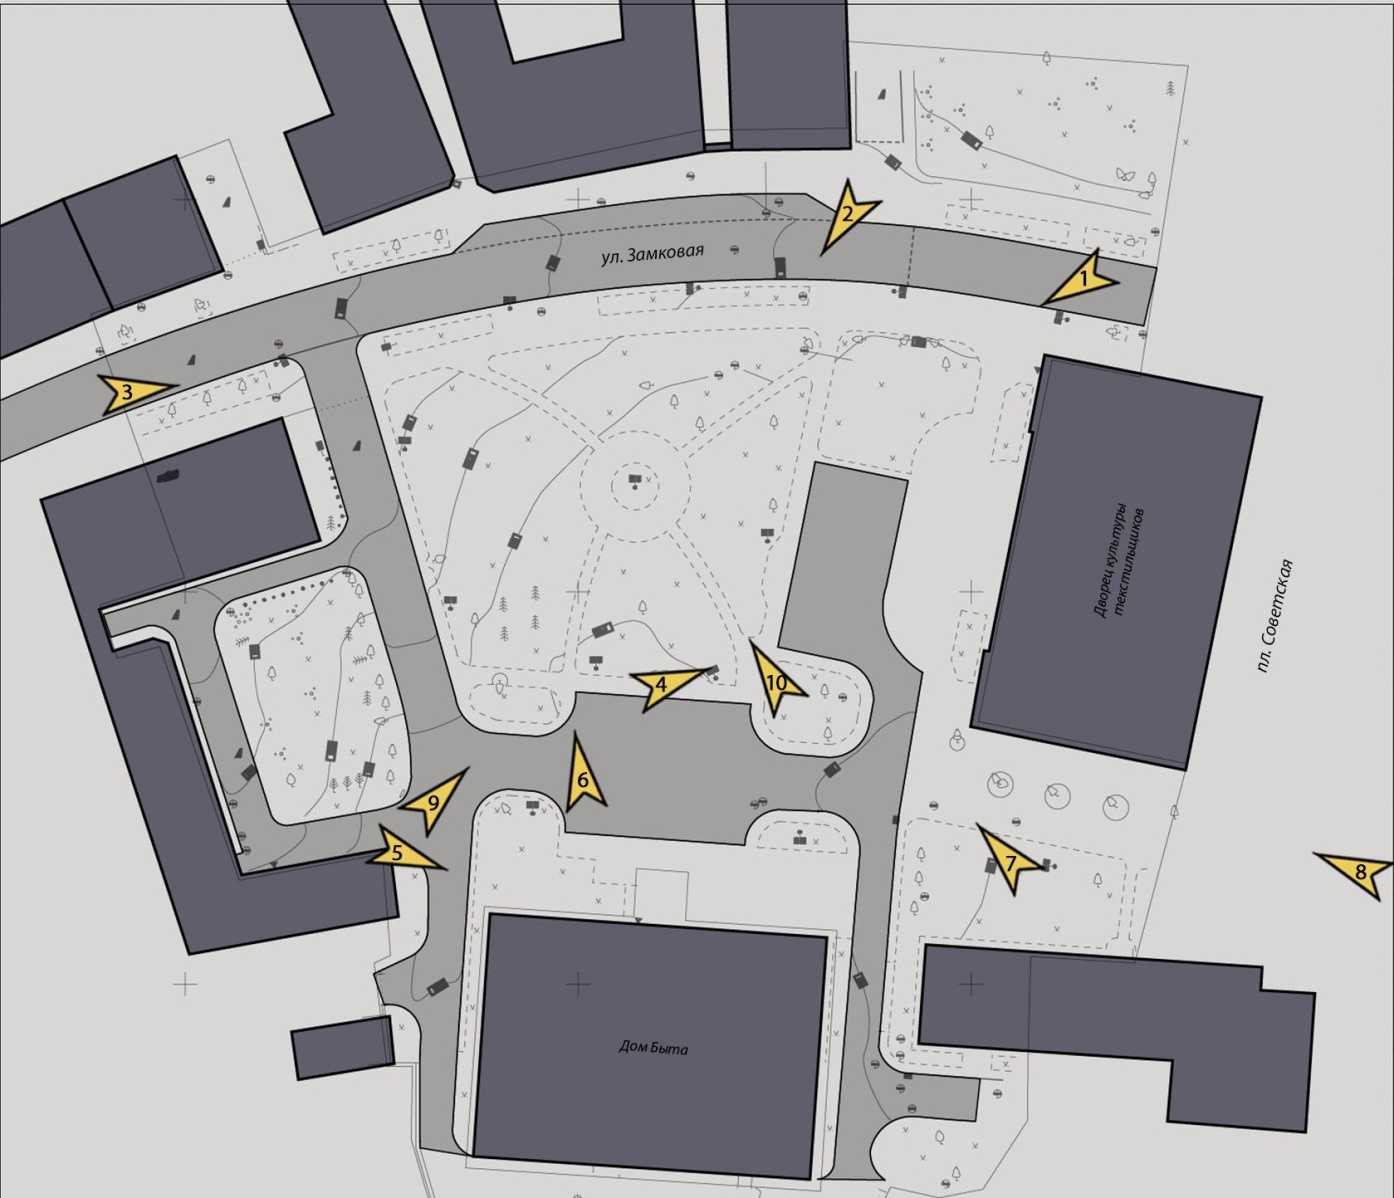 2
ул. Замковая
1
3
Дворец культуры
текстильщиков
пл. Советская
4
10
6
9
5
7
8
Дом Быта